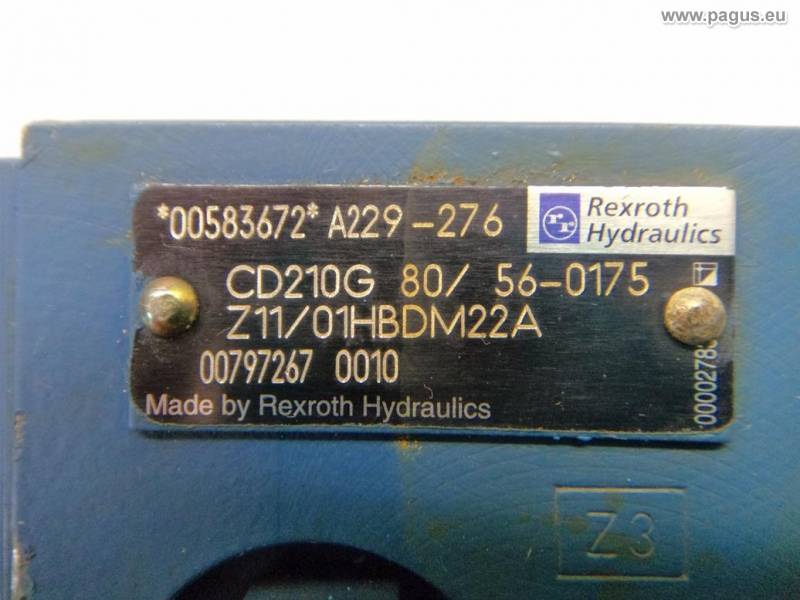 www.pagus.eu
*00583672* A229-276
rr
Rexroth
Hydraulics
CD210G 80/ 56-0175
Z11/01HBDM22A
00797267 0010
Made by Rexroth Hydraulics
Z3